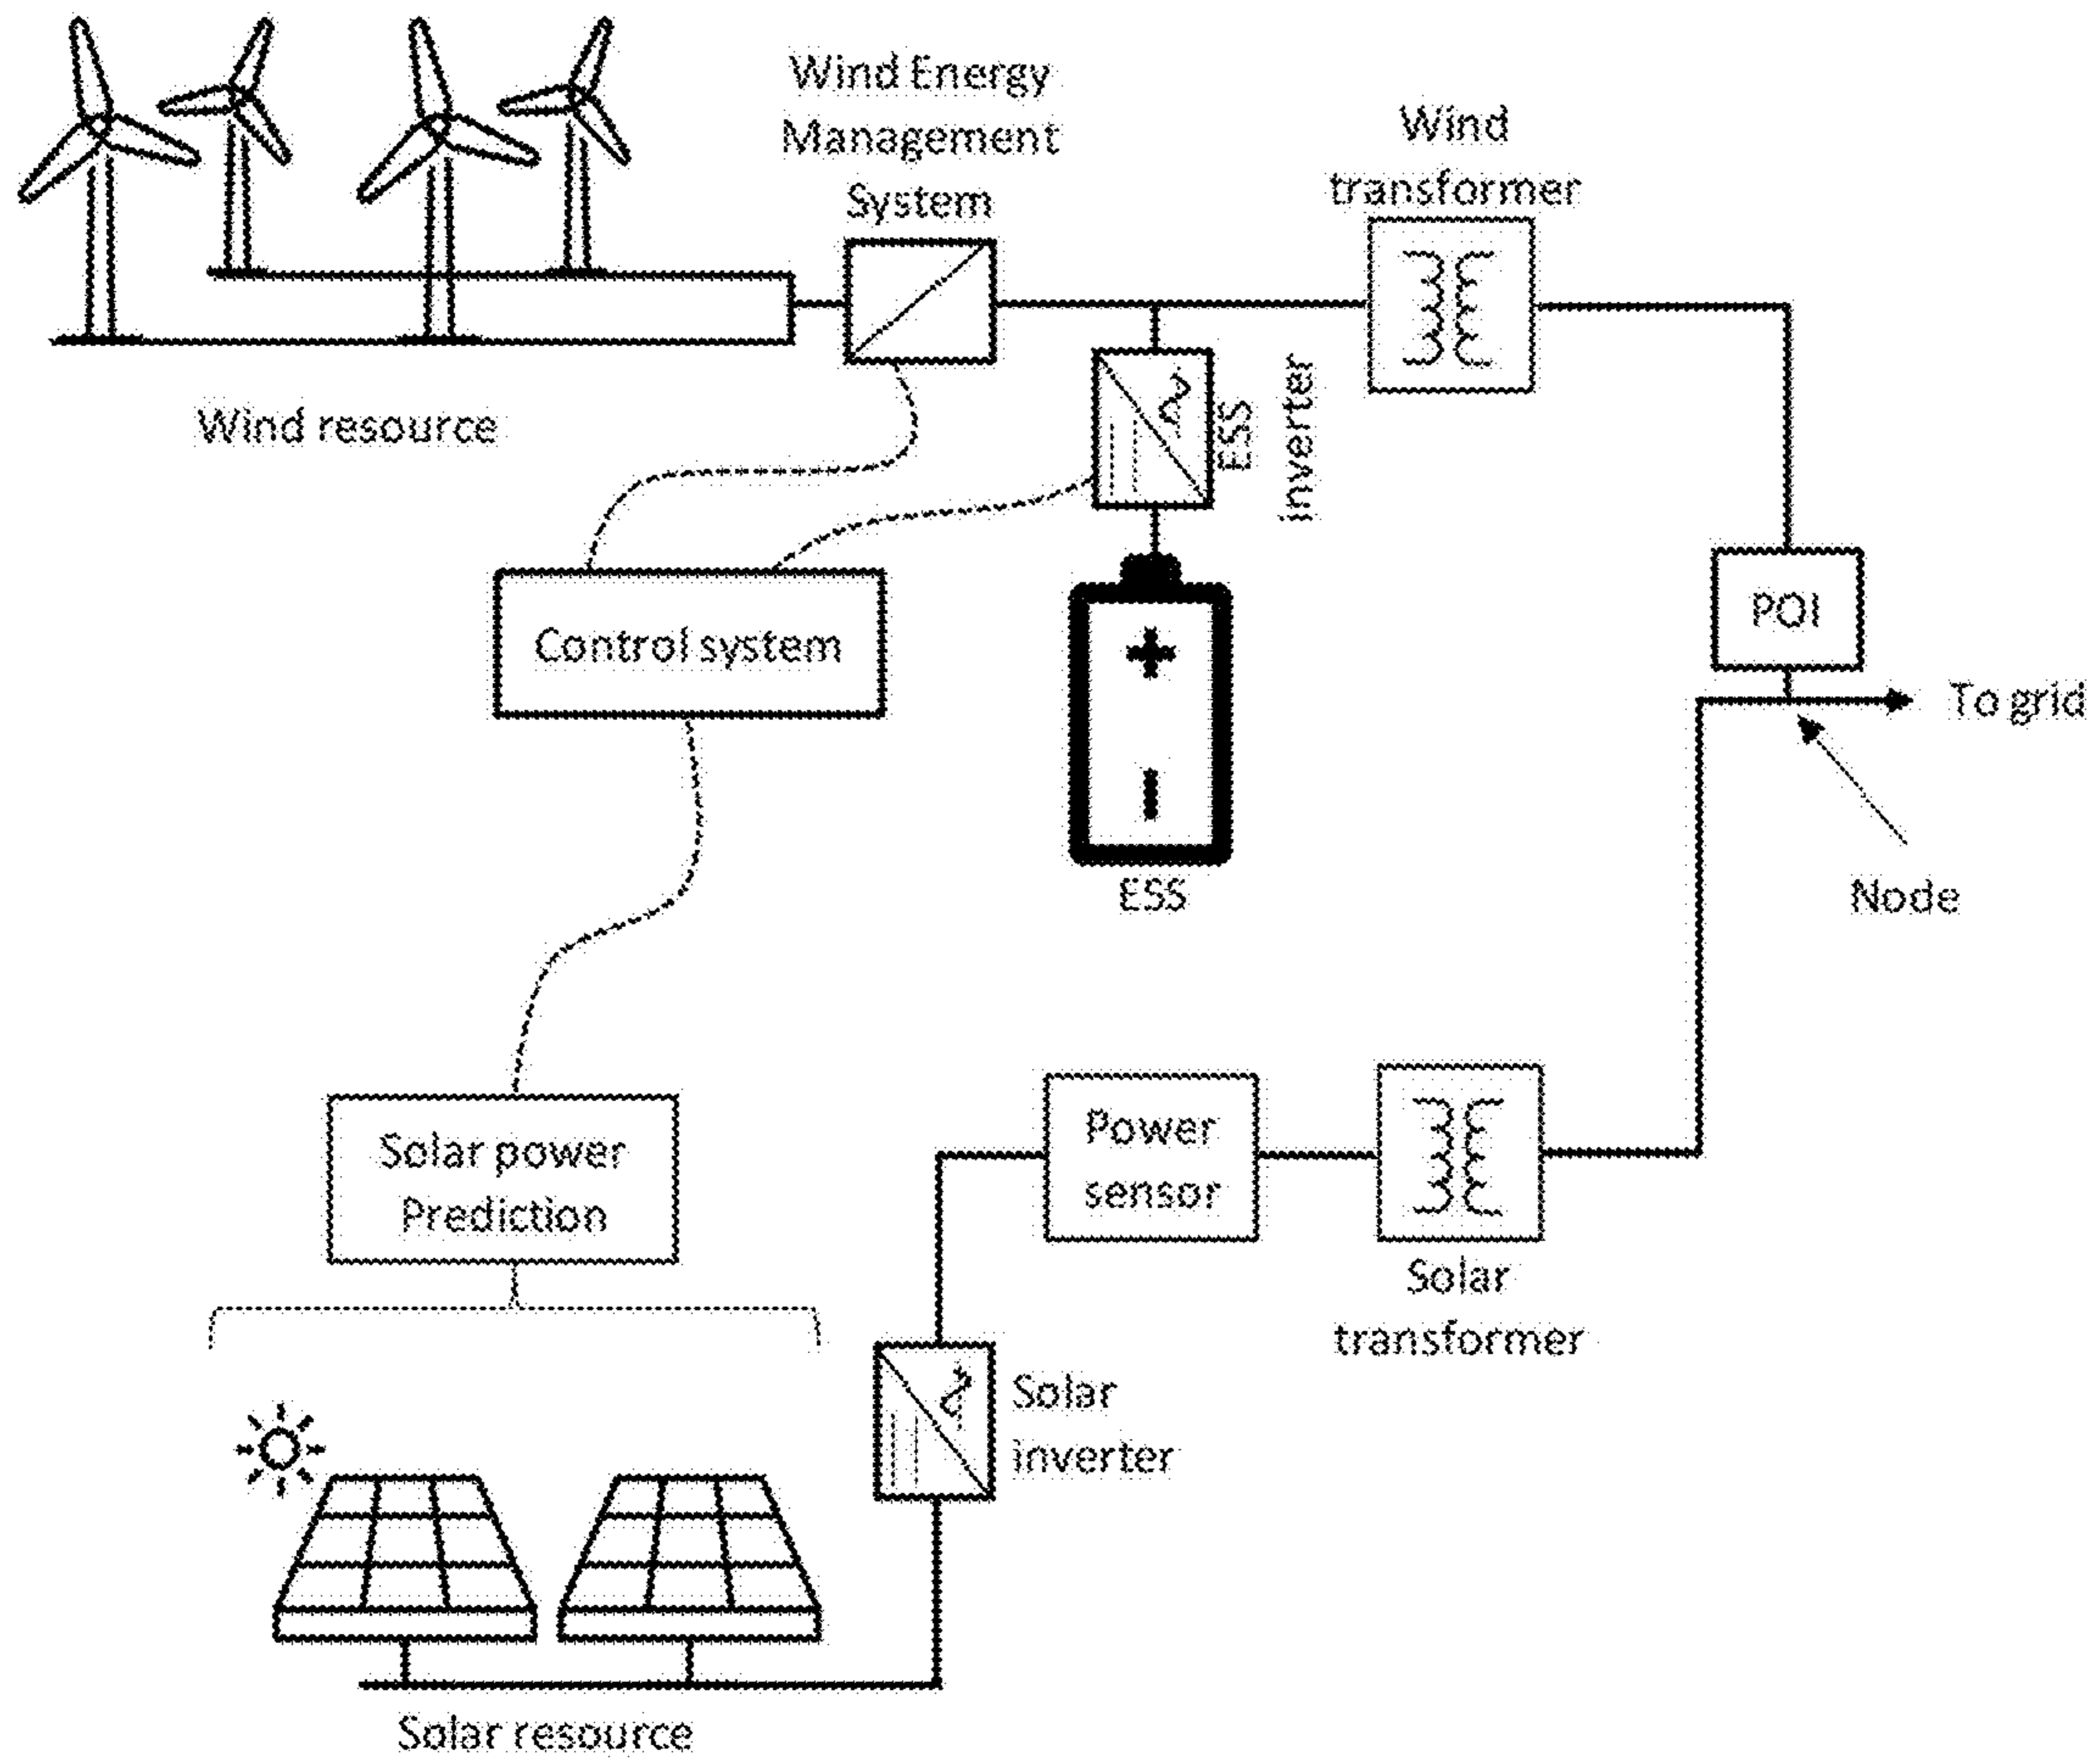 Wind Energy
Management
System
Wind
transformer
Wind resource
ESS
inverter
Control system
POI
To grid
ESS
Node
Solar power
Prediction
Power
sensor
Solar
transformer
Solar
inverter
Solar resource